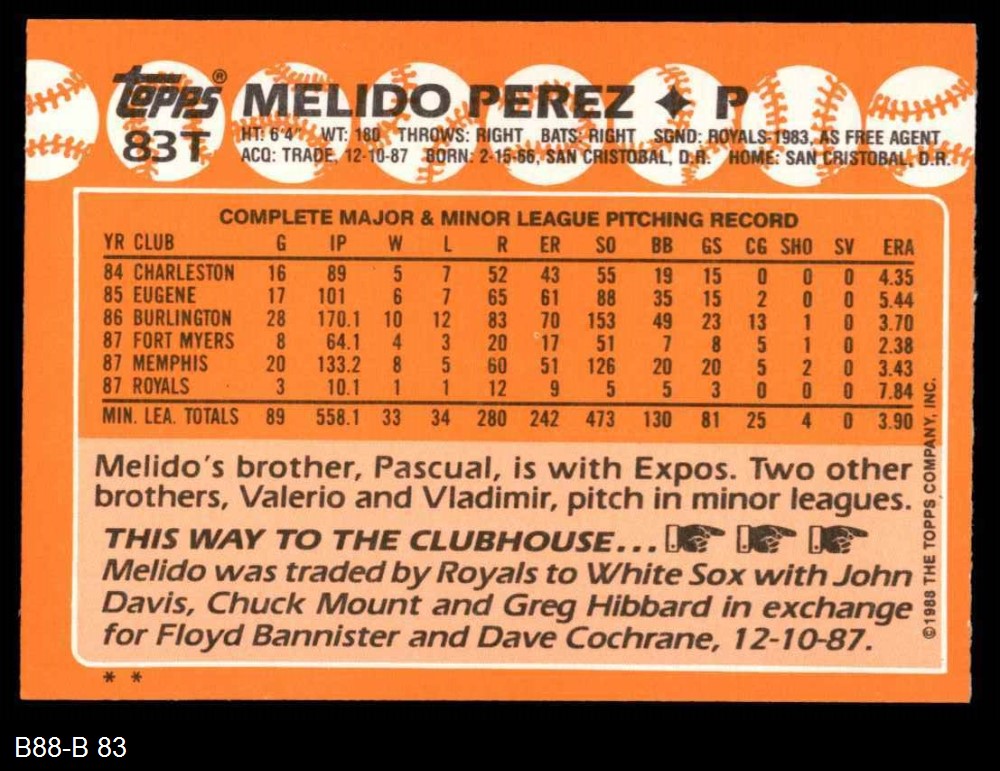 Topps®
83T
MELIDO PEREZ ✦ P
HT: 6'4" WT: 180 THROWS: RIGHT BATS: RIGHT SGND: ROYALS-1983, AS FREE AGENT
ACQ: TRADE, 12-10-87 BORN: 2-15-66, SAN CRISTOBAL, D.R. HOME: SAN CRISTOBAL, D.R.
COMPLETE MAJOR & MINOR LEAGUE PITCHING RECORD
YR CLUB G IP W L R ER SO BB GS CG SHO SV ERA
84 CHARLESTON 16 89 5 7 52 43 55 19 15 0 0 0 4.35
85 EUGENE 17 101 6 7 65 61 88 35 15 2 0 0 5.44
86 BURLINGTON 28 170.1 10 12 83 70 153 49 23 13 1 0 3.70
87 FORT MYERS 8 64.1 4 3 20 17 51 7 8 5 1 0 2.38
87 MEMPHIS 20 133.2 8 5 60 51 126 20 20 5 2 0 3.43
87 ROYALS 3 10.1 1 1 12 9 5 5 3 0 0 0 7.84
MIN. LEA. TOTALS 89 558.1 33 34 280 242 473 130 81 25 4 0 3.90
Melido's brother, Pascual, is with Expos. Two other
brothers, Valerio and Vladimir, pitch in minor leagues.
THIS WAY TO THE CLUBHOUSE...
Melido was traded by Royals to White Sox with John
Davis, Chuck Mount and Greg Hibbard in exchange
for Floyd Bannister and Dave Cochrane, 12-10-87.
©1988 THE TOPPS COMPANY, INC.
* *
B88-B 83